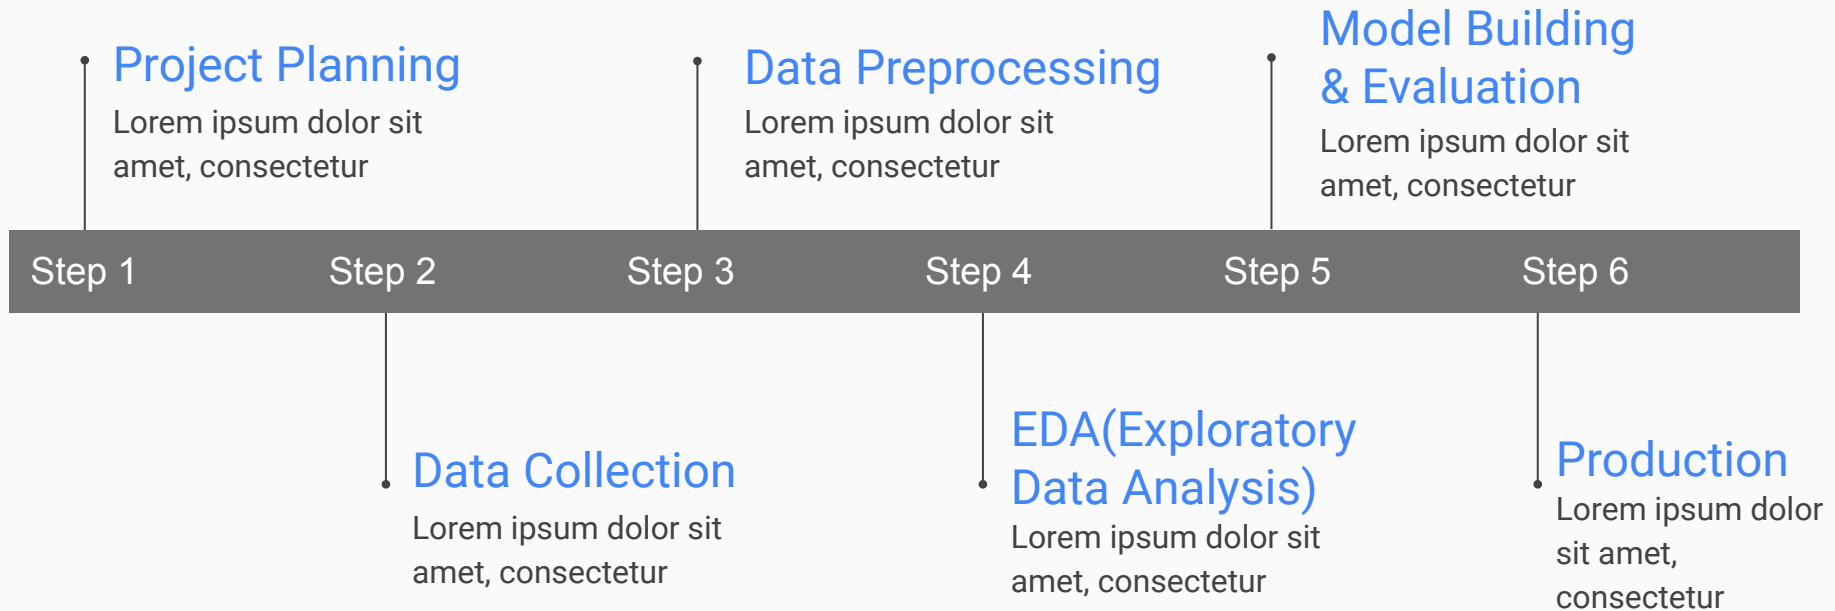 Project Planning
Lorem ipsum dolor sit
amet, consectetur
Data Preprocessing
Lorem ipsum dolor sit
amet, consectetur
Model Building
& Evaluation
Lorem ipsum dolor sit
amet, consectetur
Step 1
Step 2
Step 3
Step 4
Step 5
Step 6
Data Collection
Lorem ipsum dolor sit
amet, consectetur
EDA(Exploratory
Data Analysis)
Lorem ipsum dolor sit
amet, consectetur
Production
Lorem ipsum dolor
sit amet,
consectetur